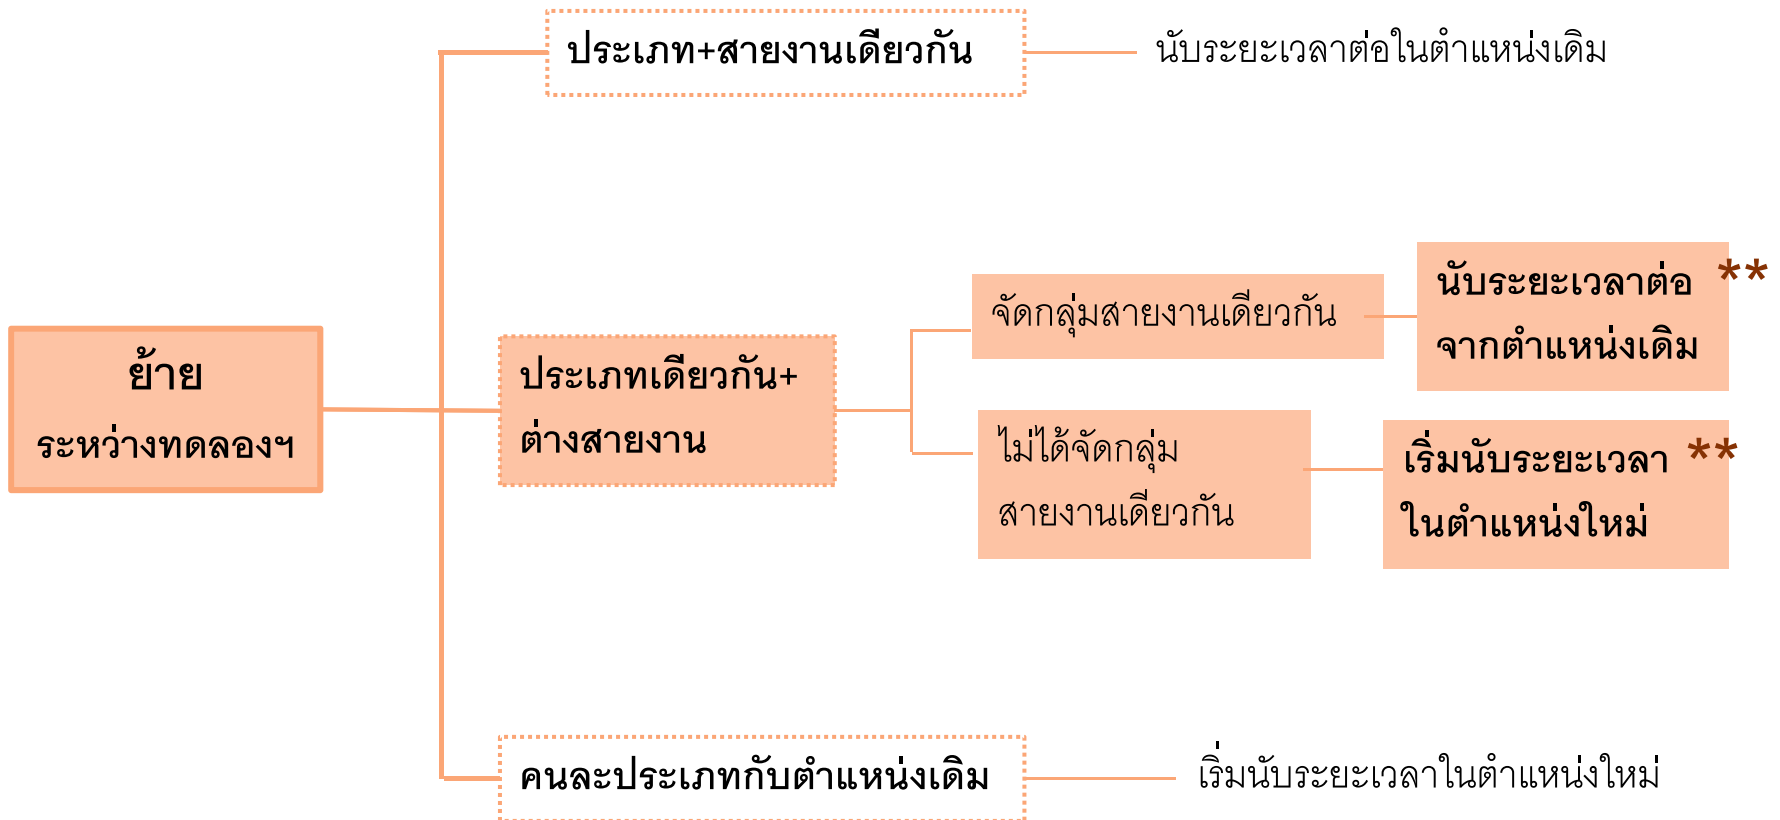 ประเภท+สายงานเดียวกัน
นับระยะเวลาต่อในตำแหน่งเดิม
ย้าย
ระหว่างทดลองฯ
ประเภทเดียวกัน+
ต่างสายงาน
จัดกลุ่มสายงานเดียวกัน
นับระยะเวลาต่อ **
จากตำแหน่งเดิม
ไม่ได้จัดกลุ่ม
สายงานเดียวกัน
เริ่มนับระยะเวลา **
ในตำแหน่งใหม่
คนละประเภทกับตำแหน่งเดิม
เริ่มนับระยะเวลาในตำแหน่งใหม่